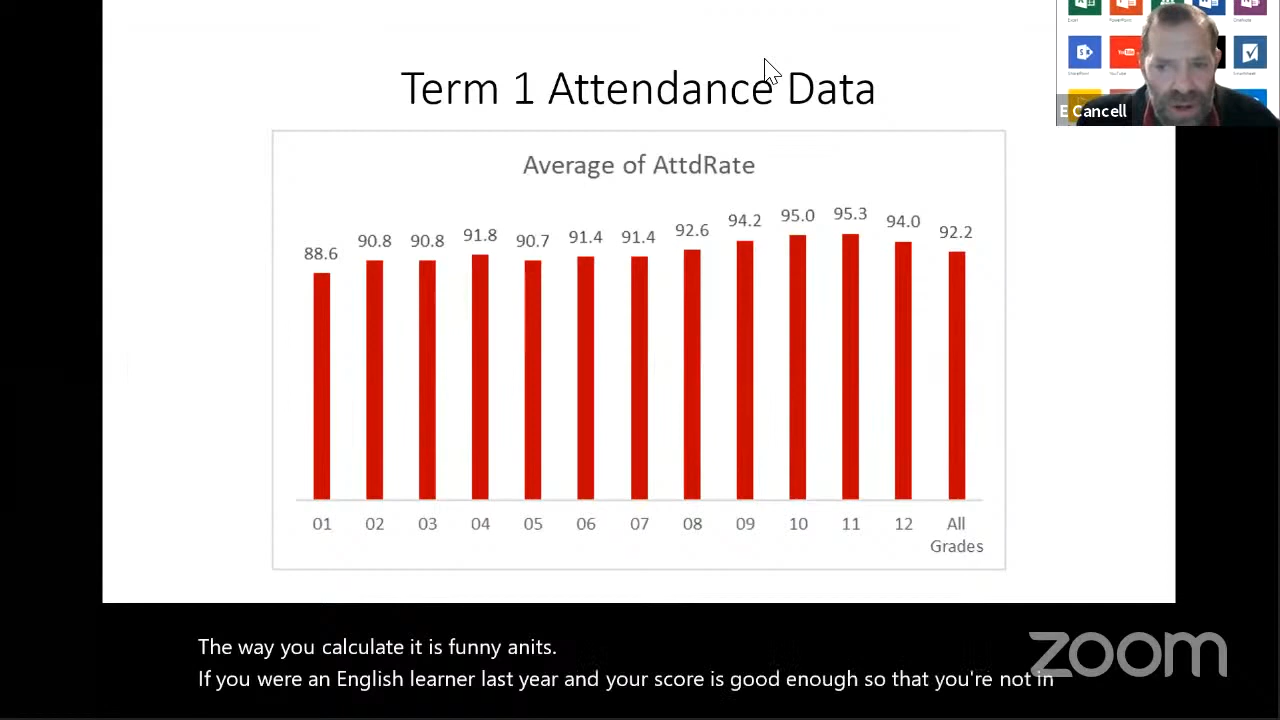 Excel PowerPoint
YouTube
E Cancell
Term 1 Attendance Data
Average of AttdRate
88.6 90.8 90.8 91.8 90.7 91.4 91.4 92.6 94.2 95.0 95.3 94.0 92.2
01 02 03 04 05 06 07 08 09 10 11 12 All
Grades
The way you calculate it is funny anits.
If you were an English learner last year and your score is good enough so that you're not in
zoom